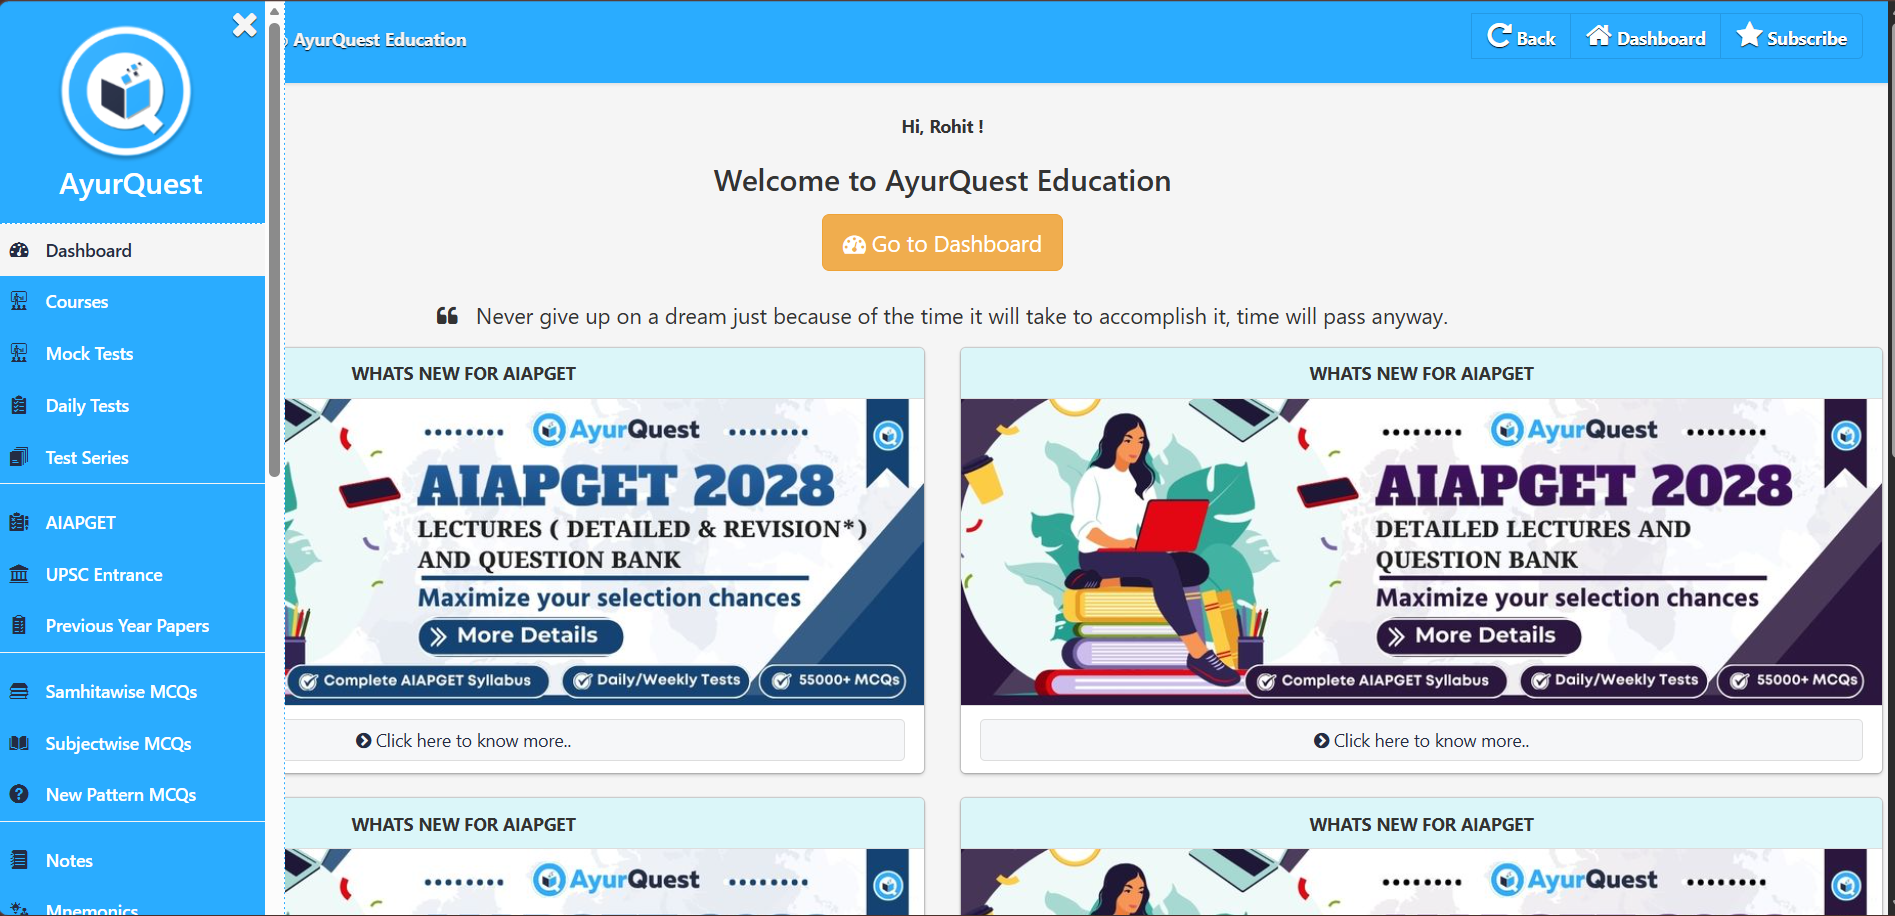 AyurQuest
Dashboard
Courses
Mock Tests
Daily Tests
Test Series
AIAPGET
UPSC Entrance
Previous Year Papers
Samhitawise MCQs
Subjectwise MCQs
New Pattern MCQs
Notes
Mnemonics
AyurQuest Education
Back
Dashboard
Subscribe
Hi, Rohit !
Welcome to AyurQuest Education
Go to Dashboard
Never give up on a dream just because of the time it will take to accomplish it, time will pass anyway.
WHATS NEW FOR AIAPGET
AyurQuest
AIAPGET 2028
LECTURES ( DETAILED & REVISION*)
AND QUESTION BANK
Maximize your selection chances
More Details
Complete AIAPGET Syllabus
Daily/Weekly Tests
55000+ MCQs
Click here to know more..
WHATS NEW FOR AIAPGET
AyurQuest
AIAPGET 2028
DETAILED LECTURES AND
QUESTION BANK
Maximize your selection chances
More Details
Complete AIAPGET Syllabus
Daily/Weekly Tests
55000+ MCQs
Click here to know more..
WHATS NEW FOR AIAPGET
AyurQuest
WHATS NEW FOR AIAPGET
AyurQuest